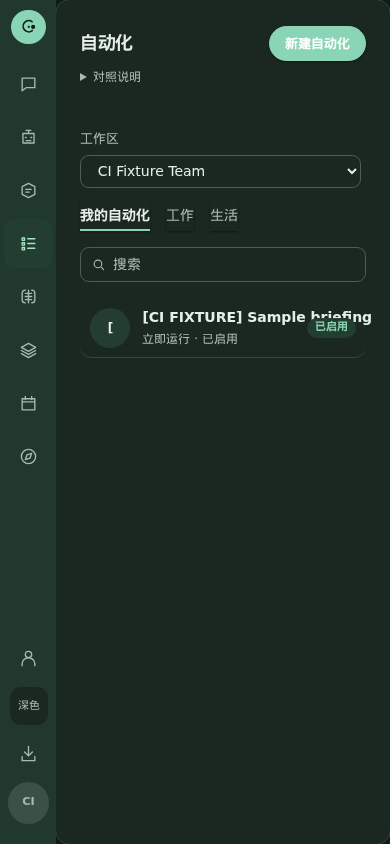 自动化
新建自动化
对照说明
工作区
CI Fixture Team
我的自动化 工作 生活
搜索
[ [CI FIXTURE] Sample briefing
立即运行 · 已启用 已启用
深色
CI